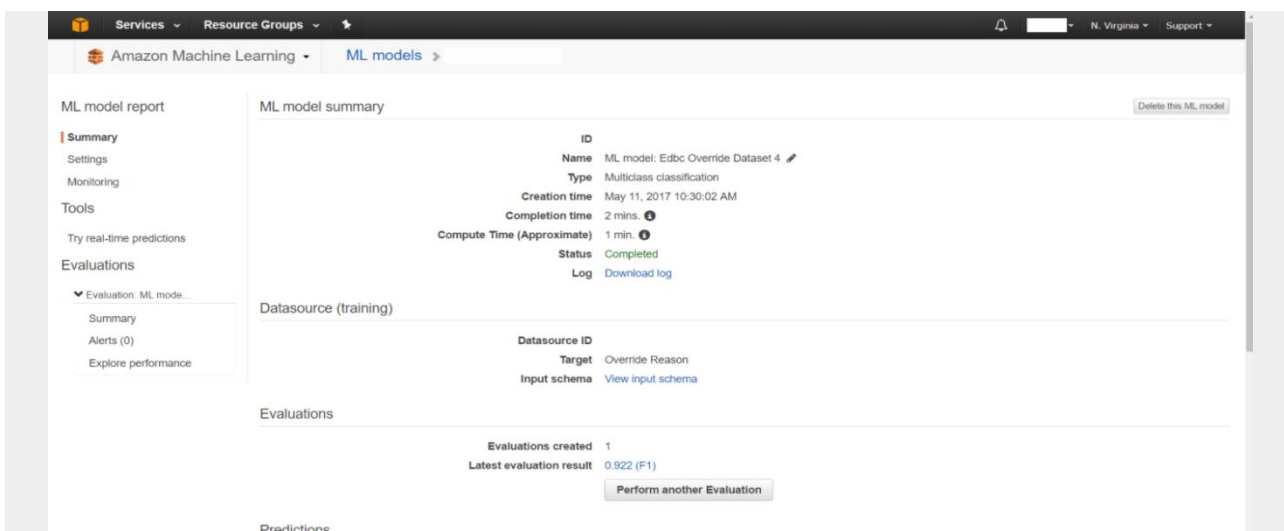 Services Resource Groups N. Virginia Support
Amazon Machine Learning ML models >
ML model report
Summary
Settings
Monitoring
Tools
Try real-time predictions
Evaluations
Evaluation: ML mode...
Summary
Alerts (0)
Explore performance
ML model summary
Delete this ML model
ID
Name ML model: Edbc Override Dataset 4
Type Multiclass classification
Creation time May 11, 2017 10:30:02 AM
Completion time 2 mins.
Compute Time (Approximate) 1 min.
Status Completed
Log Download log
Datasource (training)
Datasource ID
Target Override Reason
Input schema View input schema
Evaluations
Evaluations created 1
Latest evaluation result 0.922 (F1)
Perform another Evaluation
Predictions